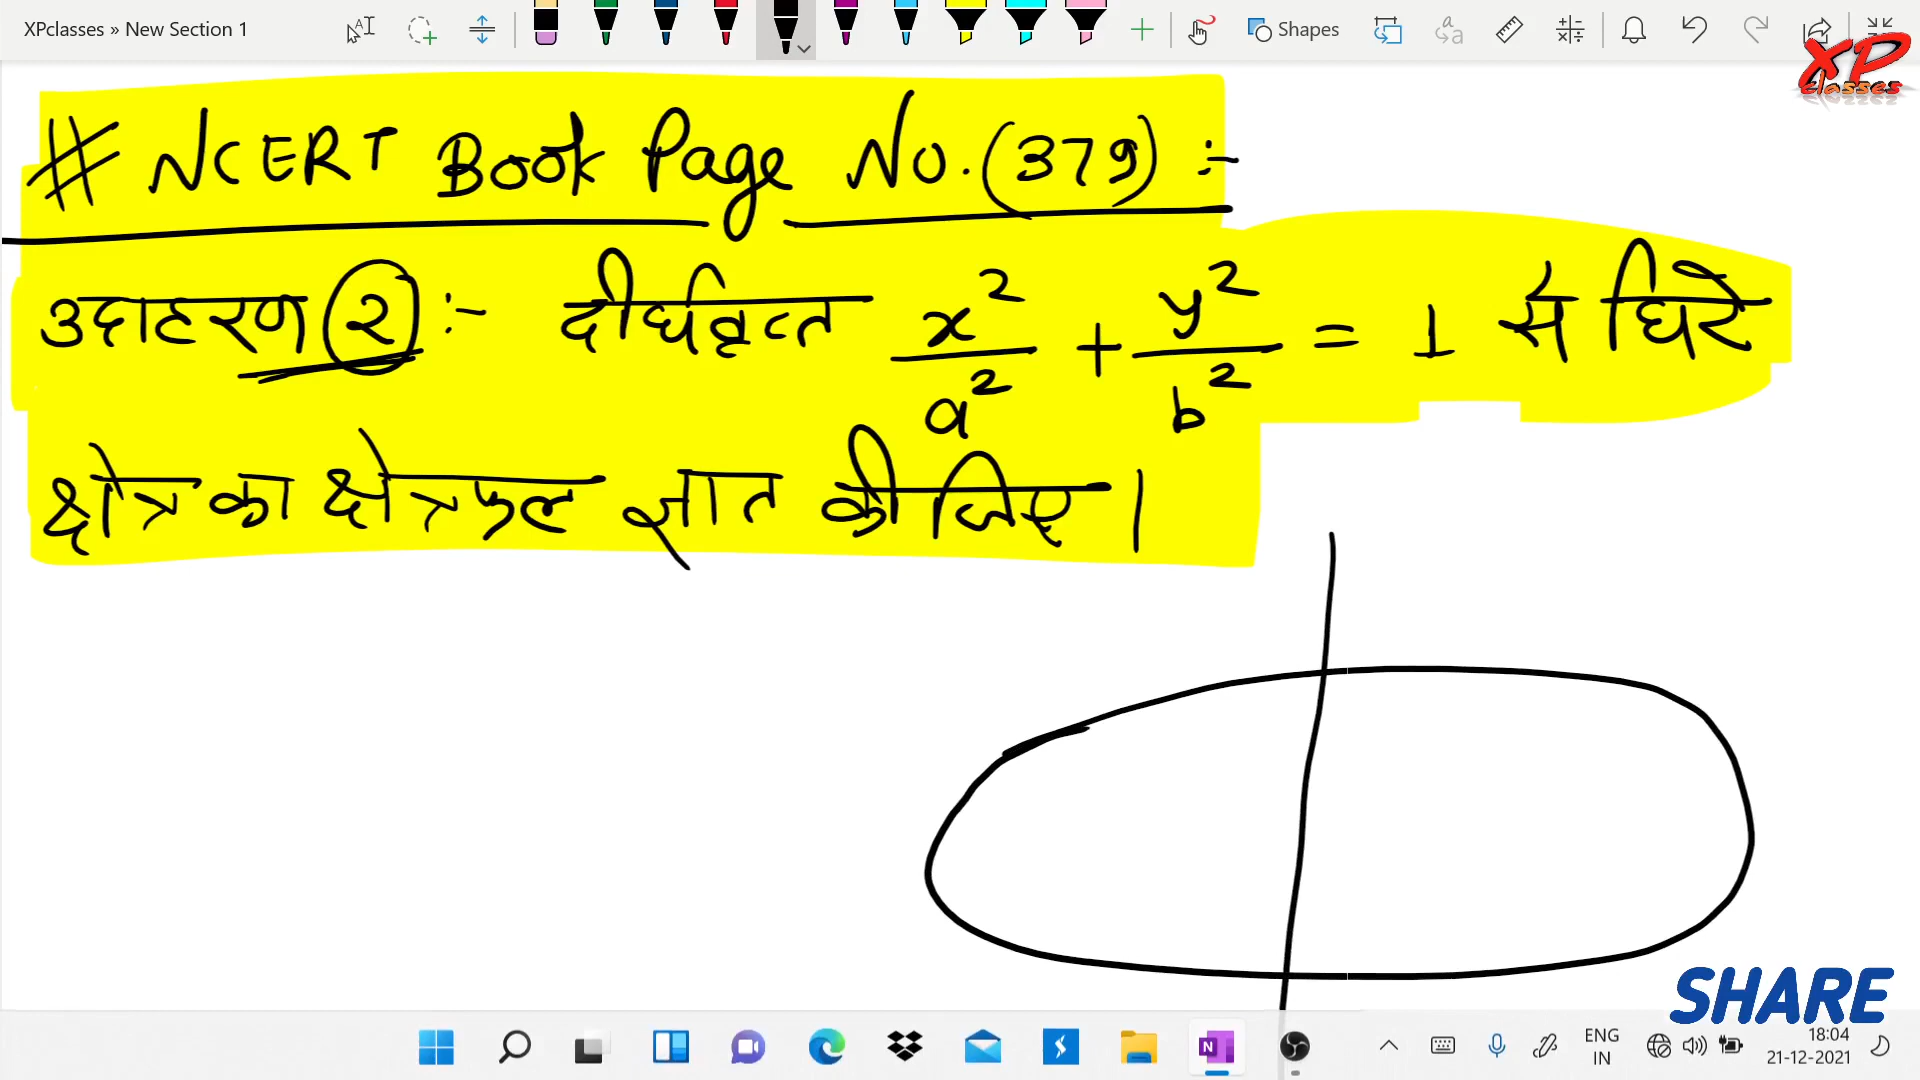 XPclasses » New Section 1
Shapes
XP
classes
# NCERT Book Page No. (379) :-
उदाहरण (2) :- दीर्घवृत्त x²/a² + y²/b² = 1 से घिरे
क्षेत्र का क्षेत्रफल ज्ञात कीजिए।
SHARE
ENG
IN
18:04
21-12-2021